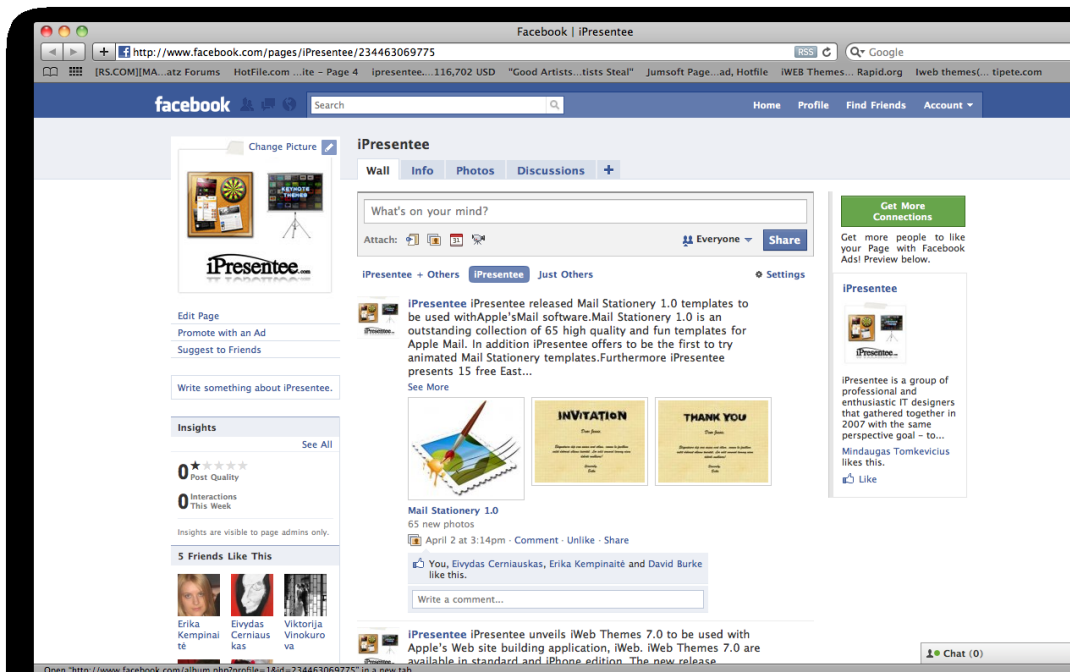 Facebook | iPresentee
http://www.facebook.com/pages/iPresentee/234463069775
RSS
Google
[RS.COM][MA...atz Forums HotFile.com ...ite – Page 4 ipresentee....116,702 USD "Good Artists...tists Steal" Jumsoft Page...ad, Hotfile iWEB Themes... Rapid.org Iweb themes(... tipete.com
facebook
Search
Home Profile Find Friends Account
Change Picture
KEYNOTE
THEMES
iPresentee.com
Edit Page
Promote with an Ad
Suggest to Friends
Write something about iPresentee.
Insights
See All
0
Post Quality
0 Interactions
This Week
Insights are visible to page admins only.
5 Friends Like This
Erika
Kempinai
tė
Eivydas
Cerniaus
kas
Viktorija
Vinokuro
va
iPresentee
Wall Info Photos Discussions +
What's on your mind?
Attach:
31
Everyone
Share
iPresentee + Others iPresentee Just Others
Settings
iPresentee iPresentee released Mail Stationery 1.0 templates to
be used withApple'sMail software.Mail Stationery 1.0 is an
outstanding collection of 65 high quality and fun templates for
Apple Mail. In addition iPresentee offers to be the first to try
animated Mail Stationery templates.Furthermore iPresentee
presents 15 free East...
See More
INVITATION
Dear Jane,
THANK YOU
Dear Jane,
Mail Stationery 1.0
65 new photos
April 2 at 3:14pm · Comment · Unlike · Share
You, Eivydas Cerniauskas, Erika Kempinaitė and David Burke
like this.
Write a comment...
iPresentee iPresentee unveils iWeb Themes 7.0 to be used with
Apple's Web site building application, iWeb. iWeb Themes 7.0 are
available in standard and iPhone edition. The new release
Get More
Connections
Get more people to like
your Page with Facebook
Ads! Preview below.
iPresentee
iPresentee...
iPresentee is a group of
professional and
enthusiastic IT designers
that gathered together in
2007 with the same
perspective goal – to...
Mindaugas Tomkevicius
likes this.
Like
Chat (0)
Open "http://www.facebook.com/album.php?profile=1&id=234463069775" in a new tab